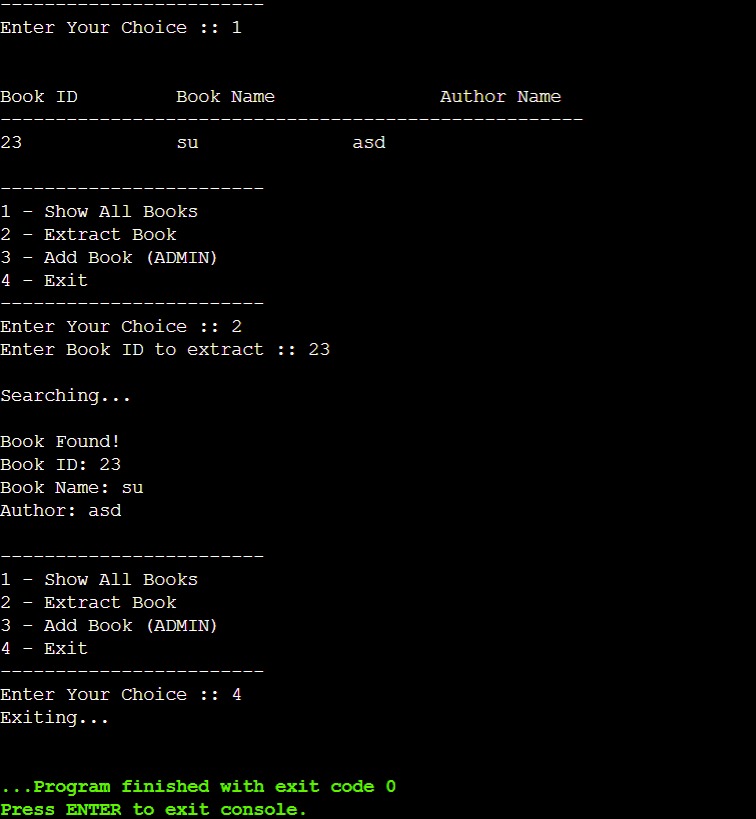 ------------------------
Enter Your Choice :: 1
Book ID         Book Name               Author Name
-----------------------------------------------------
23              su              asd
------------------------
1 - Show All Books
2 - Extract Book
3 - Add Book (ADMIN)
4 - Exit
------------------------
Enter Your Choice :: 2
Enter Book ID to extract :: 23
Searching...
Book Found!
Book ID: 23
Book Name: su
Author: asd
------------------------
1 - Show All Books
2 - Extract Book
3 - Add Book (ADMIN)
4 - Exit
------------------------
Enter Your Choice :: 4
Exiting...
...Program finished with exit code 0
Press ENTER to exit console.